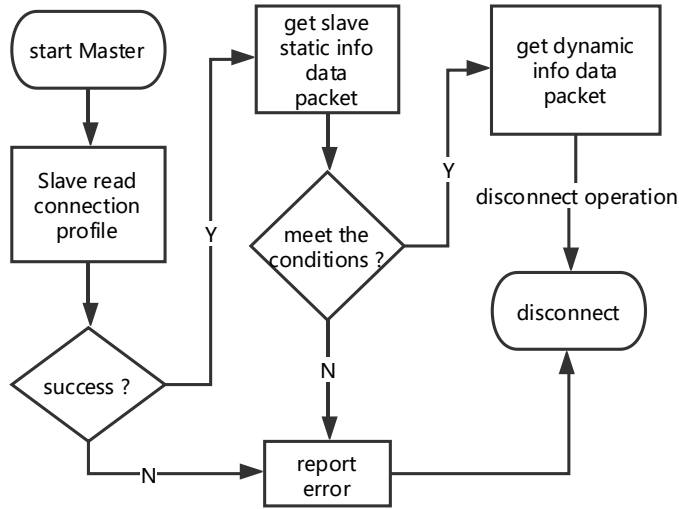 start Master
Slave read
connection
profile
success ?
Y
N
get slave
static info
data
packet
meet the
conditions ?
Y
N
report
error
get dynamic
info data
packet
disconnect operation
disconnect